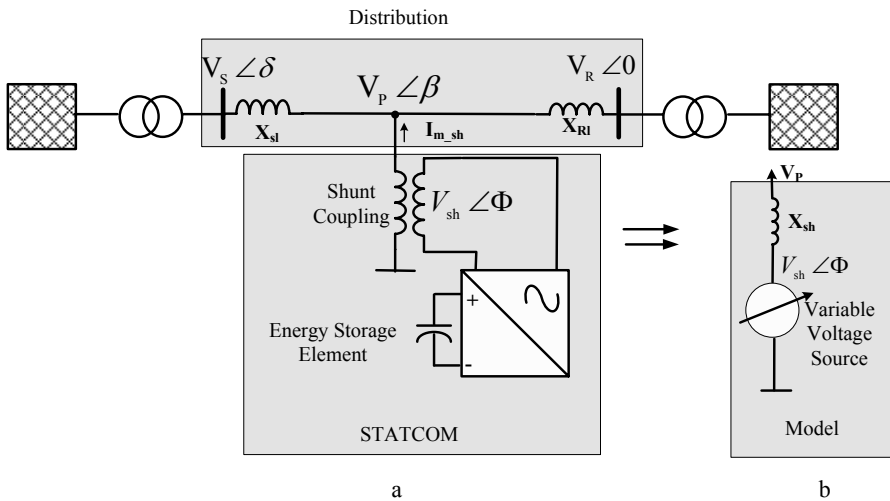 Distribution
V_S ∠δ
V_P ∠β
V_R ∠0
X_sl
I_m_sh
X_Rl
Shunt
Coupling
V_sh ∠Φ
+
-
Energy Storage
Element
STATCOM
a
V_P
X_sh
V_sh ∠Φ
Variable
Voltage
Source
Model
b